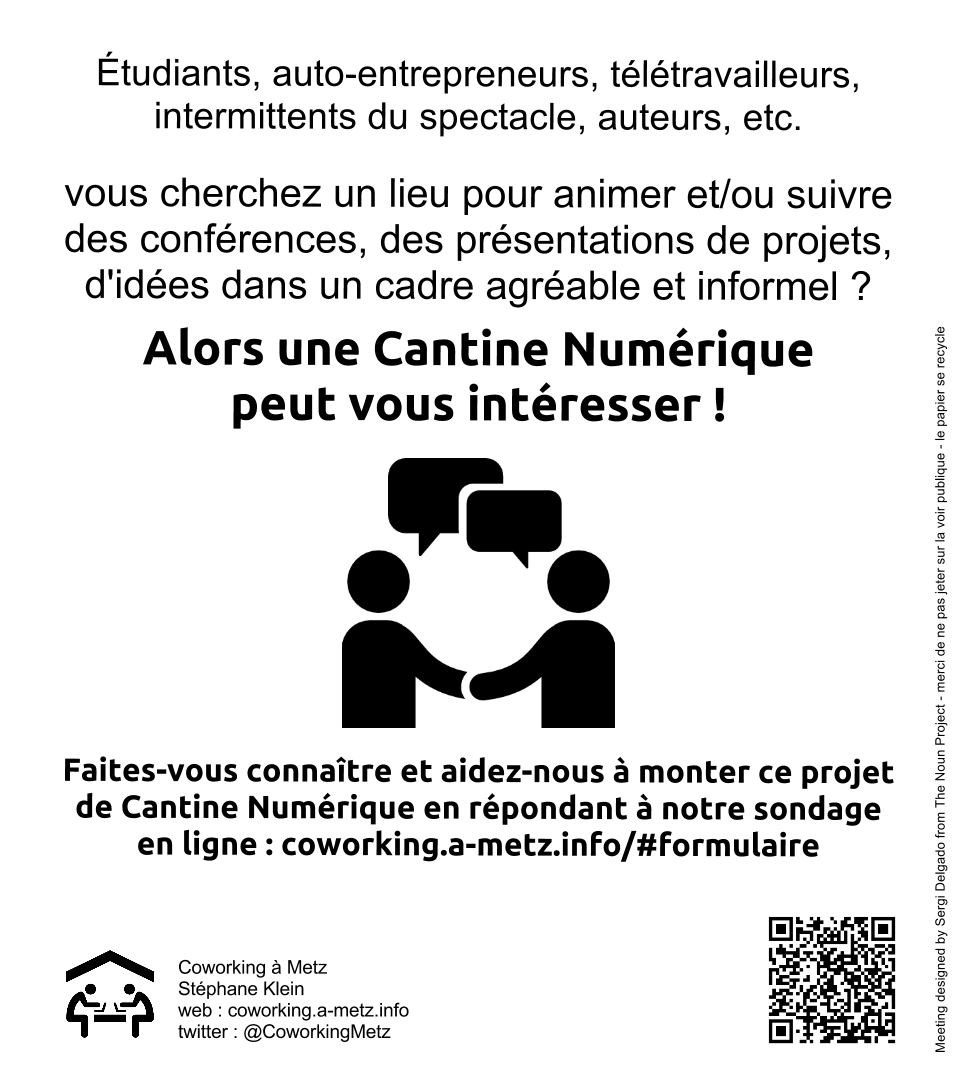 Étudiants, auto-entrepreneurs, télétravailleurs,
intermittents du spectacle, auteurs, etc.
vous cherchez un lieu pour animer et/ou suivre
des conférences, des présentations de projets,
d'idées dans un cadre agréable et informel ?
Alors une Cantine Numérique
peut vous intéresser !
Faites-vous connaître et aidez-nous à monter ce projet
de Cantine Numérique en répondant à notre sondage
en ligne : coworking.a-metz.info/#formulaire
Coworking à Metz
Stéphane Klein
web : coworking.a-metz.info
twitter : @CoworkingMetz
Meeting designed by Sergi Delgado from The Noun Project - merci de ne pas jeter sur la voir publique - le papier se recycle